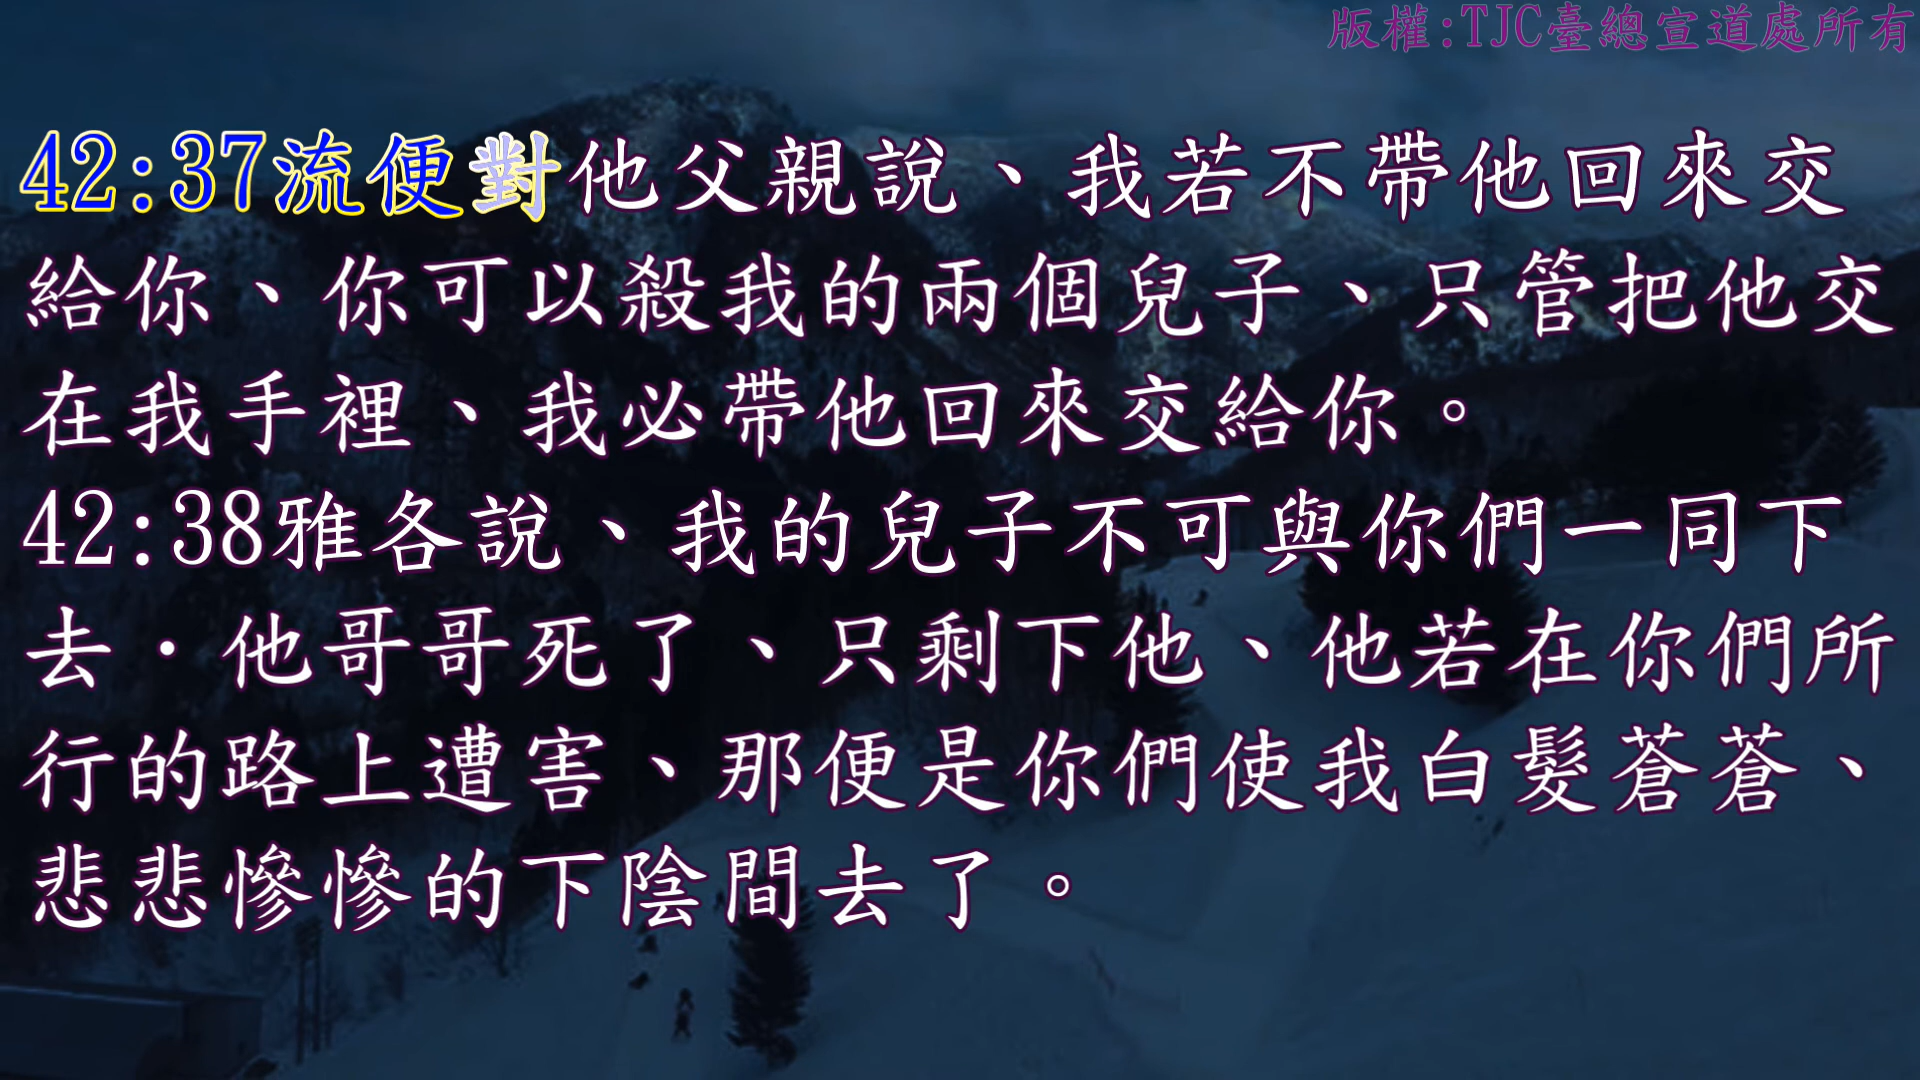 版權:TJC臺總宣道處所有
42:37流便對他父親說、我若不帶他回來交
給你、你可以殺我的兩個兒子、只管把他交
在我手裡、我必帶他回來交給你。
42:38雅各說、我的兒子不可與你們一同下
去．他哥哥死了、只剩下他、他若在你們所
行的路上遭害、那便是你們使我白髮蒼蒼、
悲悲慘慘的下陰間去了。